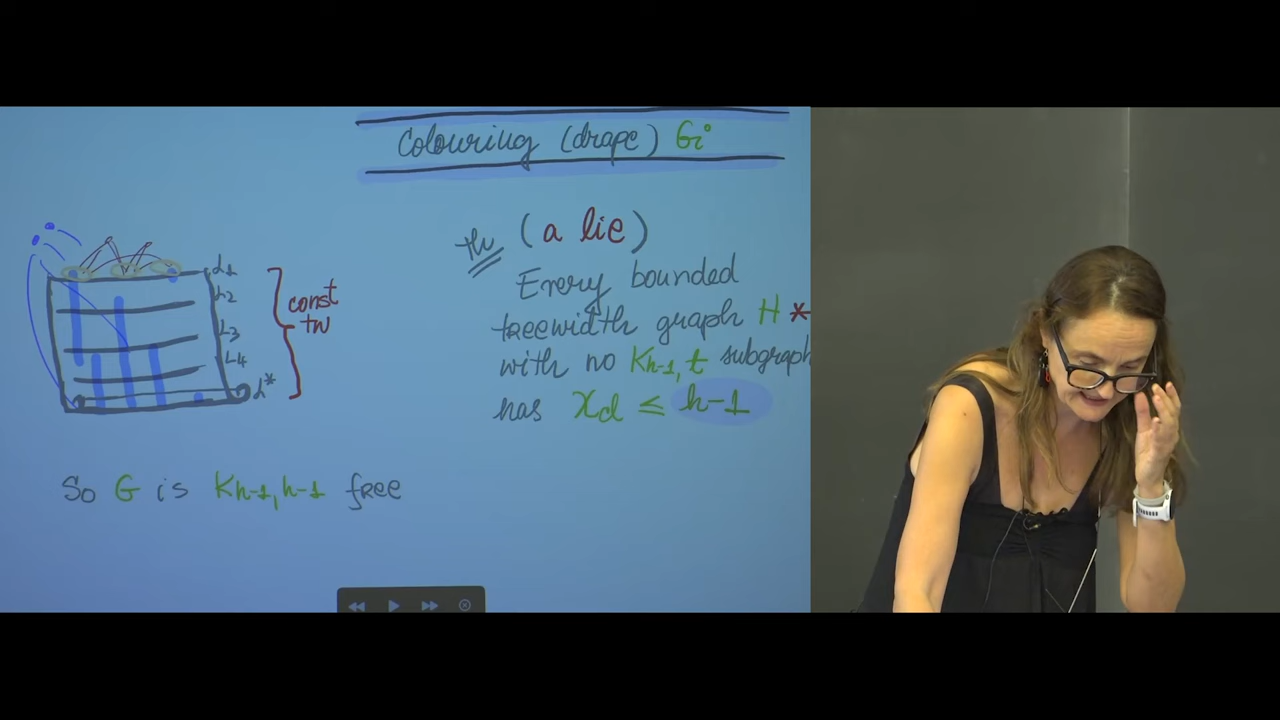 Colouring (drape) Gi
L1
L2
L3
L4
L*
const
tw
th (a lie)
Every bounded
treewidth graph H *
with no Kh-1, t subgraph
has χd ≤ h-1
So G is Kh-1, h-1 free